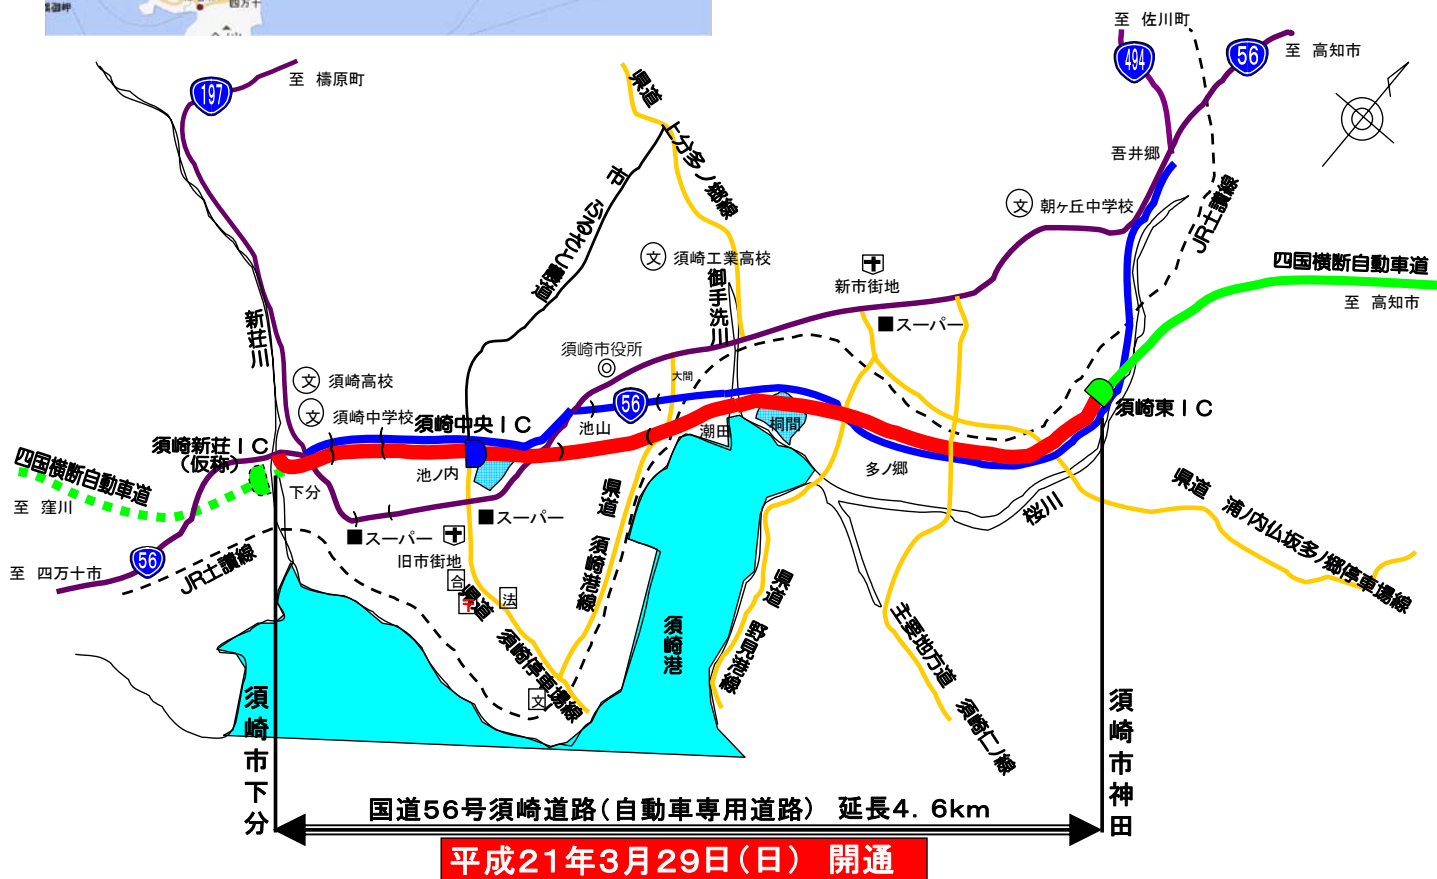 四万十
至 佐川町
494
56
至 高知市
197
至 檮原町
県道 上分多ノ郷線
市 ふるさと農道
吾井郷
文 朝ヶ丘中学校
JR土讃線
文 須崎工業高校
御手洗川
新市街地
四国横断自動車道
至 高知市
新荘川
■スーパー
須崎市役所
大間
文 須崎高校
文 須崎中学校
56
須崎中央IC
池山
潮田
桐間
須崎東IC
須崎新荘IC
(仮称)
四国横断自動車道
至 窪川
下分
池ノ内
多ノ郷
桜川
県道 浦ノ内仏坂多ノ郷停車場線
■スーパー
■スーパー
旧市街地
56
至 四万十市
JR土讃線
合
〒
法
文
県道 須崎停車場線
県道 須崎港線
須崎港
県道 野見港線
主要地方道 須崎仁ノ線
須崎市下分
須崎市神田
国道56号須崎道路(自動車専用道路) 延長4.6km
平成21年3月29日(日) 開通